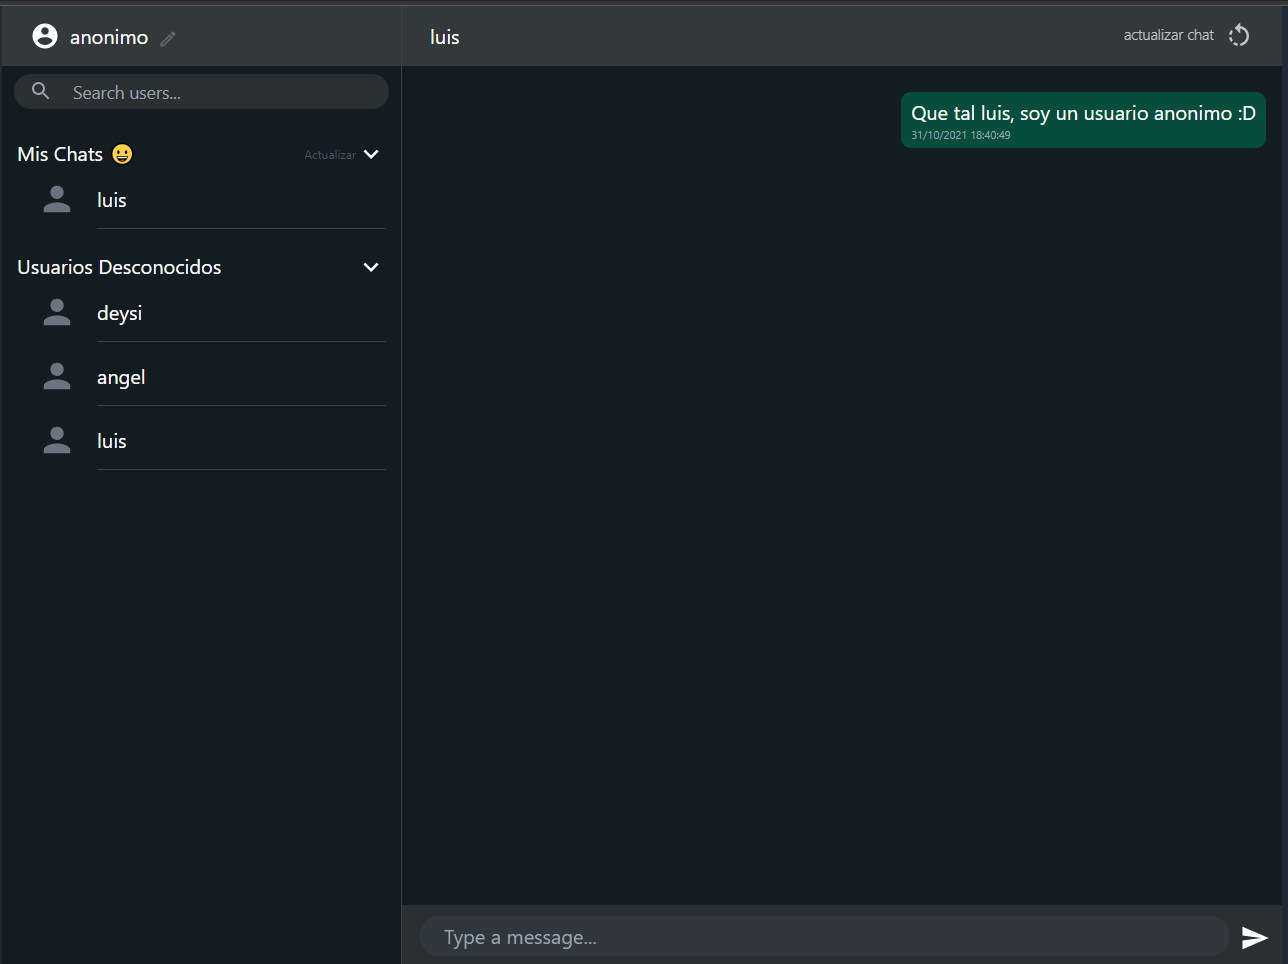 anonimo
Search users...
Mis Chats 😀
Actualizar
luis
Usuarios Desconocidos
deysi
angel
luis
luis
actualizar chat
Que tal luis, soy un usuario anonimo :D
31/10/2021 18:40:49
Type a message...